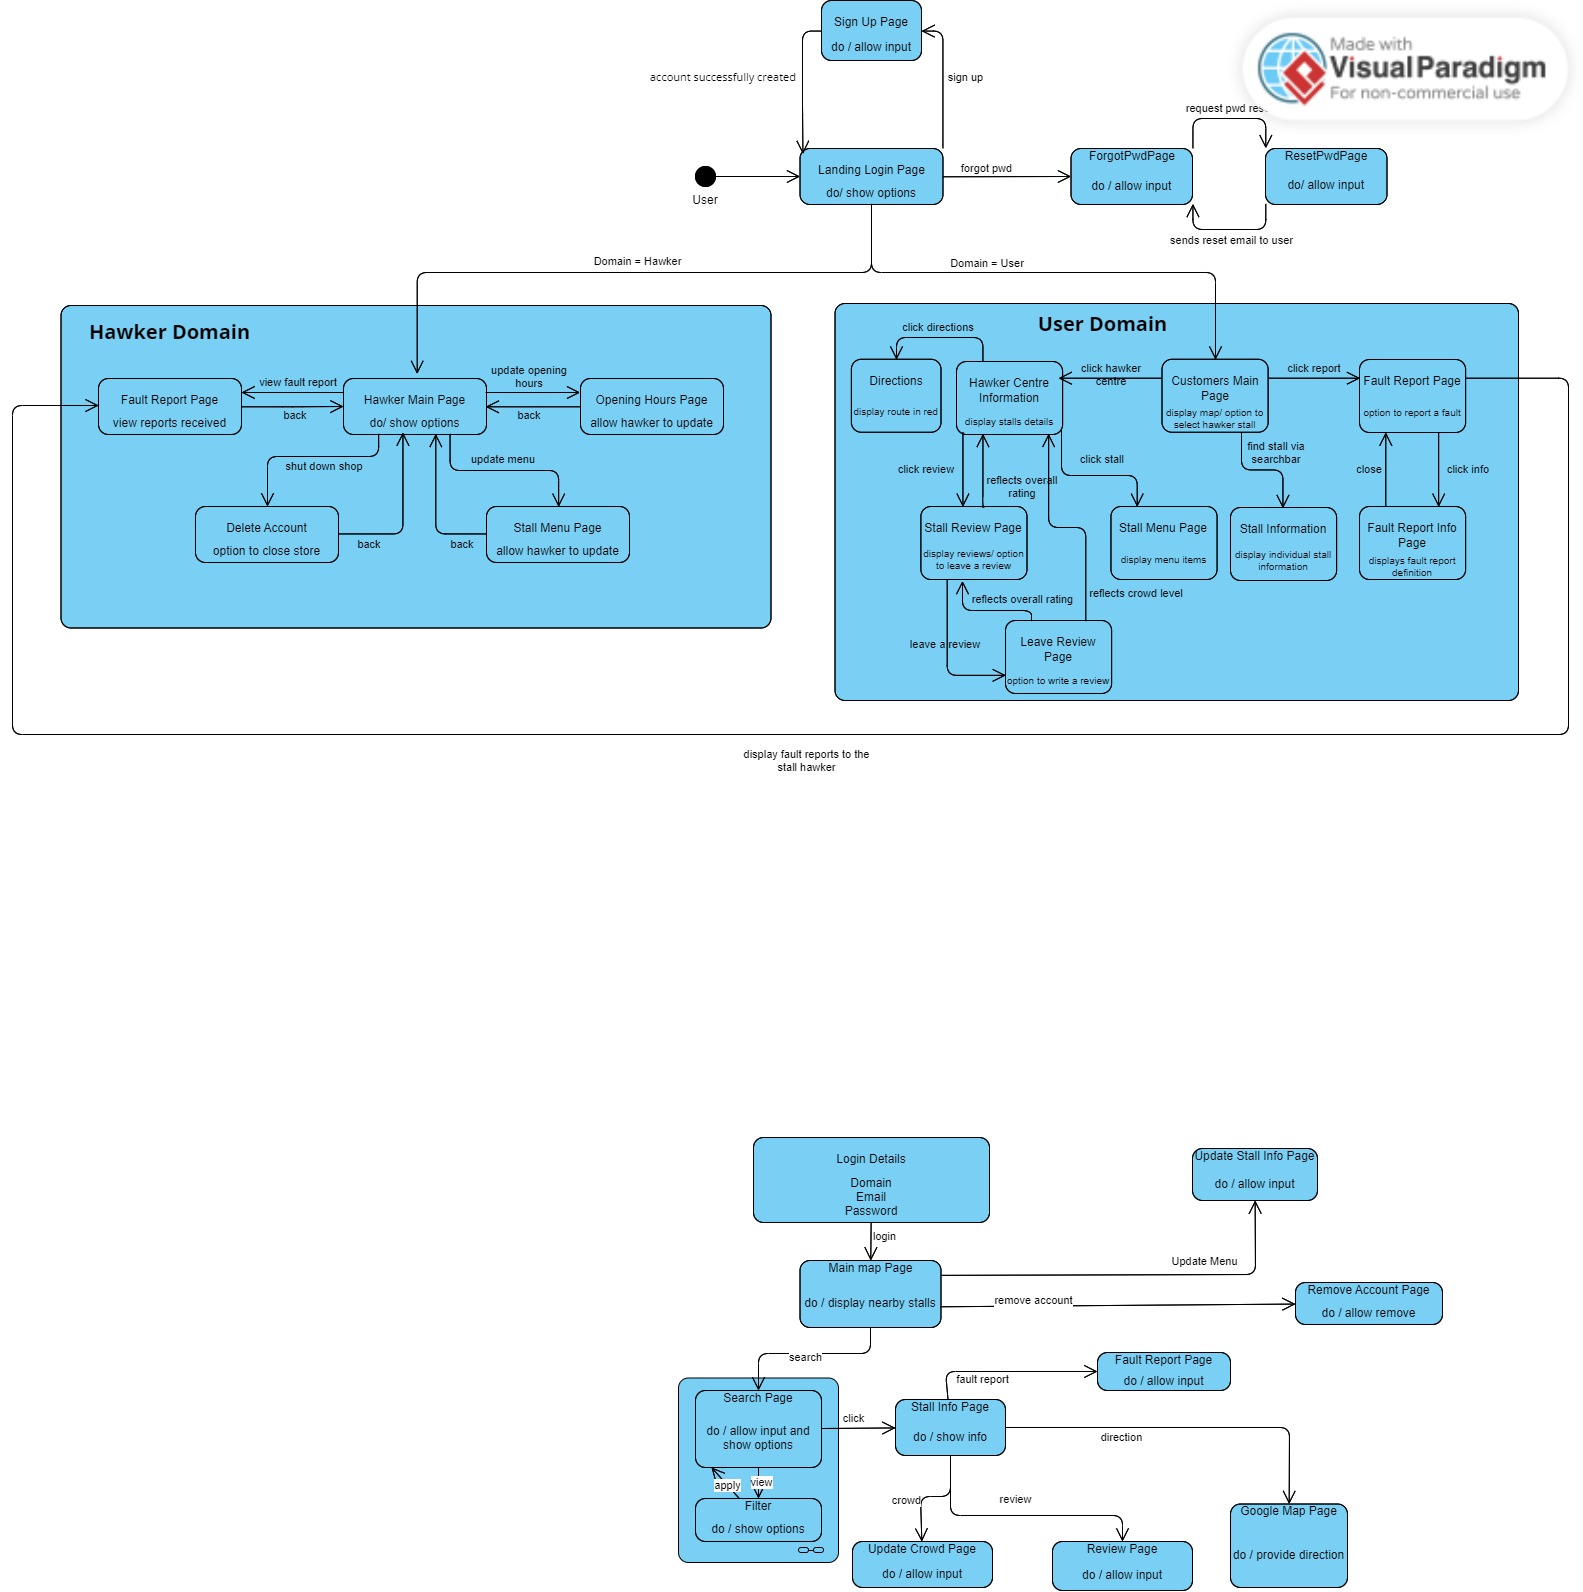 Sign Up Page
do / allow input
Made with
VisualParadigm
For non-commercial use
account successfully created
sign up
request pwd res
User
Landing Login Page
do/ show options
forgot pwd
ForgotPwdPage
do / allow input
ResetPwdPage
do/ allow input
sends reset email to user
Domain = Hawker
Domain = User
Hawker Domain
Fault Report Page
view reports received
view fault report
back
Hawker Main Page
do/ show options
update opening
hours
back
Opening Hours Page
allow hawker to update
shut down shop
update menu
Delete Account
option to close store
back
back
Stall Menu Page
allow hawker to update
User Domain
click directions
Directions
display route in red
Hawker Centre
Information
display stalls details
click hawker
centre
Customers Main
Page
display map/ option to
select hawker stall
click report
Fault Report Page
option to report a fault
click review
reflects overall
rating
click stall
find stall via
searchbar
close
click info
Stall Review Page
display reviews/ option
to leave a review
Stall Menu Page
display menu items
Stall Information
display individual stall
information
Fault Report Info
Page
displays fault report
definition
reflects overall rating
reflects crowd level
leave a review
Leave Review
Page
option to write a review
display fault reports to the
stall hawker
Login Details
Domain
Email
Password
login
Update Stall Info Page
do / allow input
Main map Page
do / display nearby stalls
Update Menu
remove account
Remove Account Page
do / allow remove
search
Search Page
do / allow input and
show options
apply
view
Filter
do / show options
click
Stall Info Page
do / show info
fault report
Fault Report Page
do / allow input
direction
Google Map Page
do / provide direction
crowd
review
Update Crowd Page
do / allow input
Review Page
do / allow input